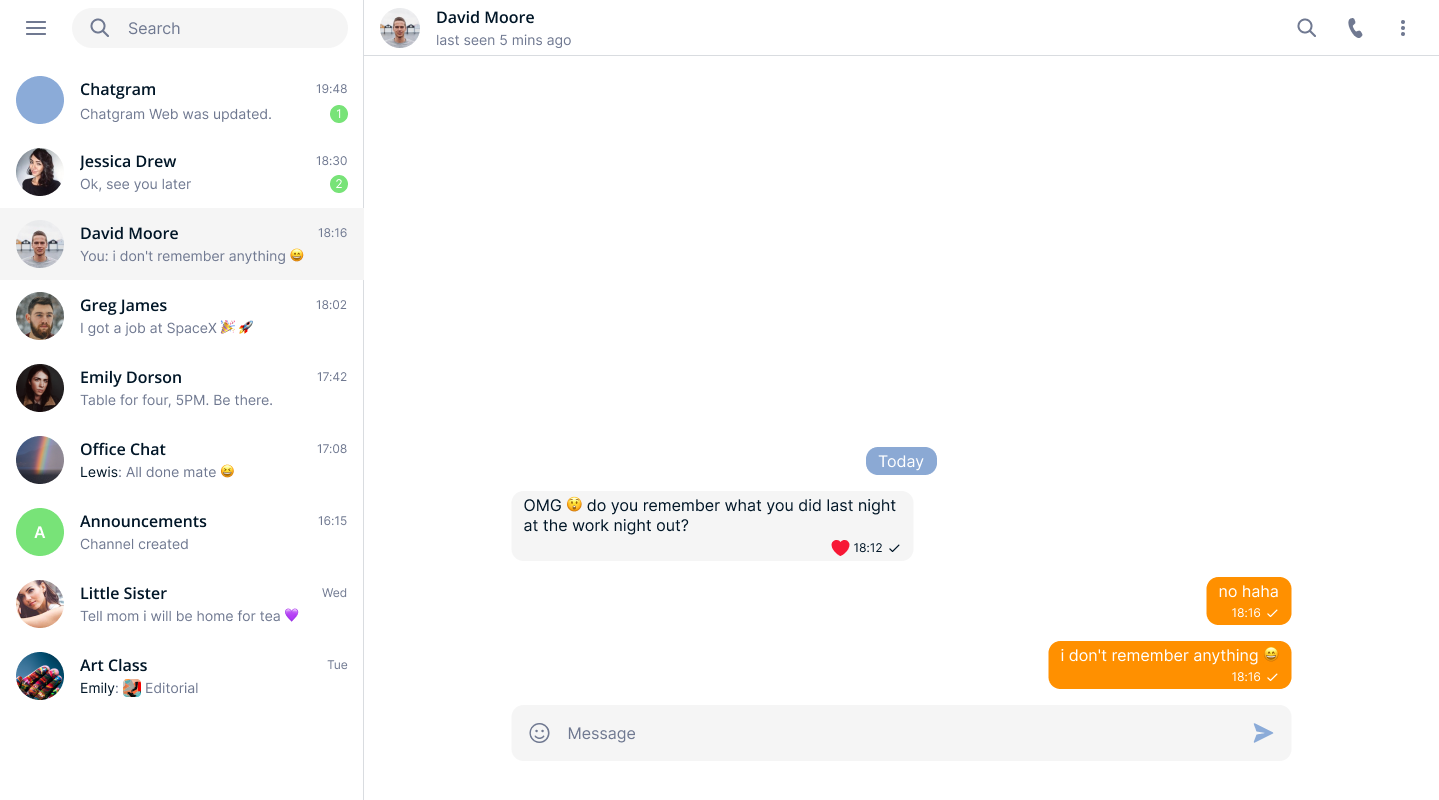 Search
Chatgram 19:48
Chatgram Web was updated. 1
Jessica Drew 18:30
Ok, see you later 2
David Moore 18:16
You: i don't remember anything 😄
Greg James 18:02
I got a job at SpaceX 🎉 🚀
Emily Dorson 17:42
Table for four, 5PM. Be there.
Office Chat 17:08
Lewis: All done mate 😆
A
Announcements 16:15
Channel created
Little Sister Wed
Tell mom i will be home for tea 💜
Art Class Tue
Emily: Editorial
David Moore
last seen 5 mins ago
Today
OMG 😲 do you remember what you did last night
at the work night out?
❤️ 18:12 ✓
no haha
18:16 ✓
i don't remember anything 😄
18:16 ✓
Message